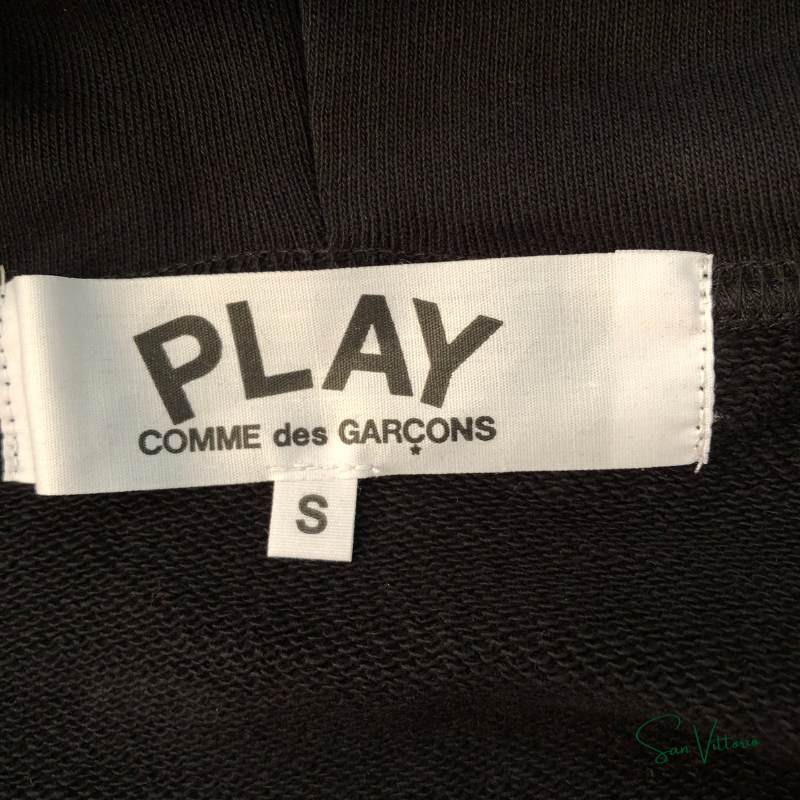 PLAY
COMME des GARÇONS
S
San Vittorio